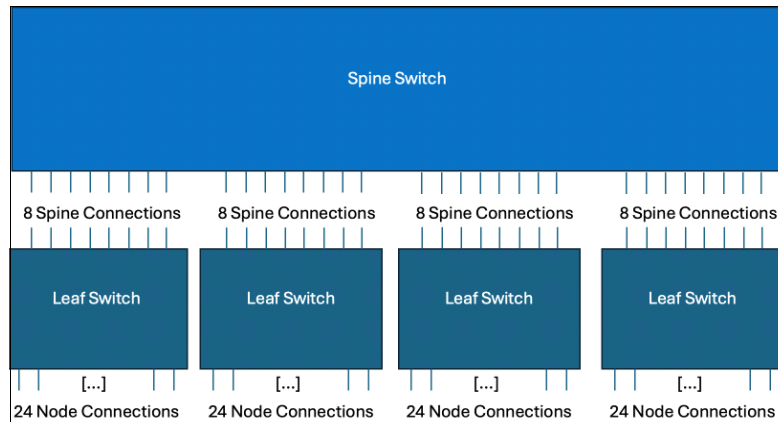 Spine Switch
8 Spine Connections
8 Spine Connections
8 Spine Connections
8 Spine Connections
Leaf Switch
Leaf Switch
Leaf Switch
Leaf Switch
[...]
[...]
[...]
[...]
24 Node Connections
24 Node Connections
24 Node Connections
24 Node Connections